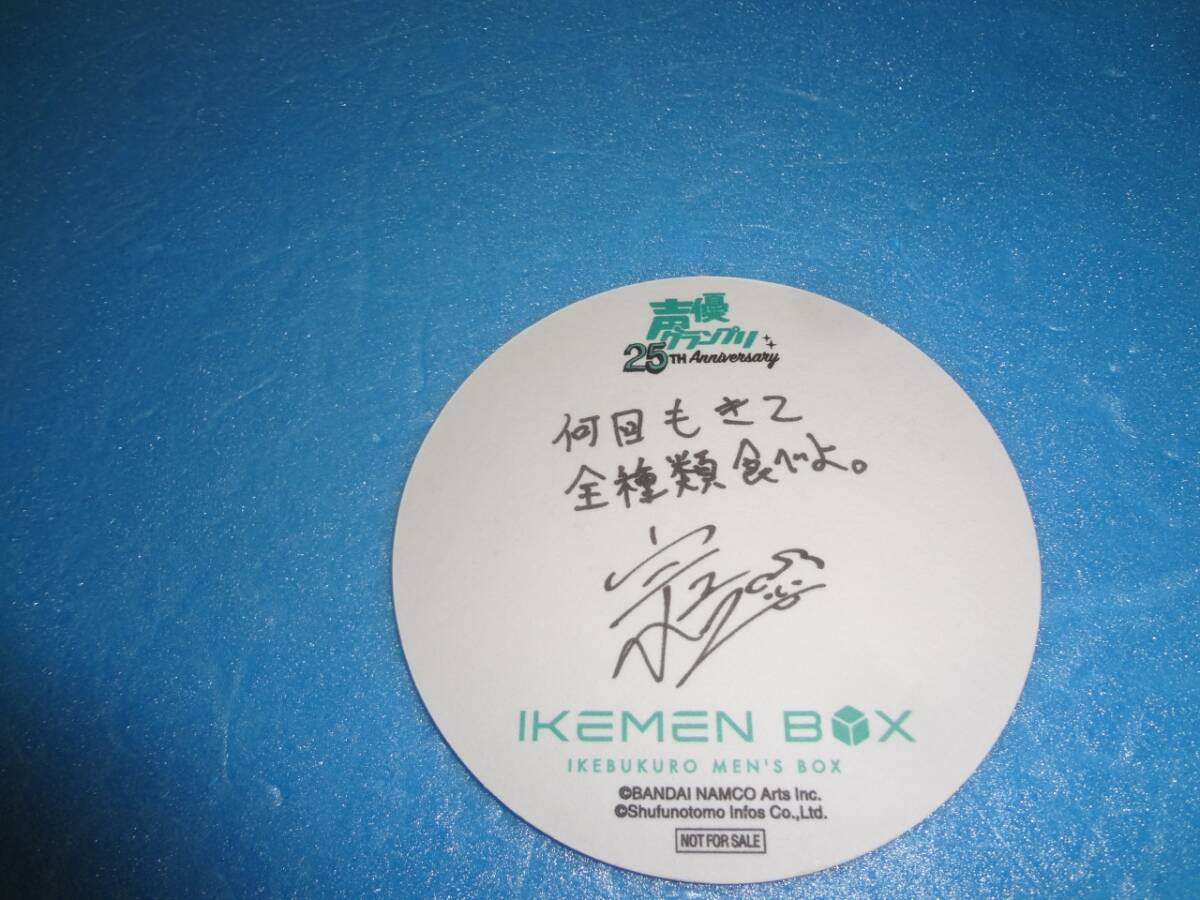 声優
グランプリ
25TH Anniversary
何回もきて
全種類食べよ。
IKEMEN BOX
IKEBUKURO MEN'S BOX
©BANDAI NAMCO Arts Inc.
©Shufunotomo Infos Co.,Ltd.
NOT FOR SALE